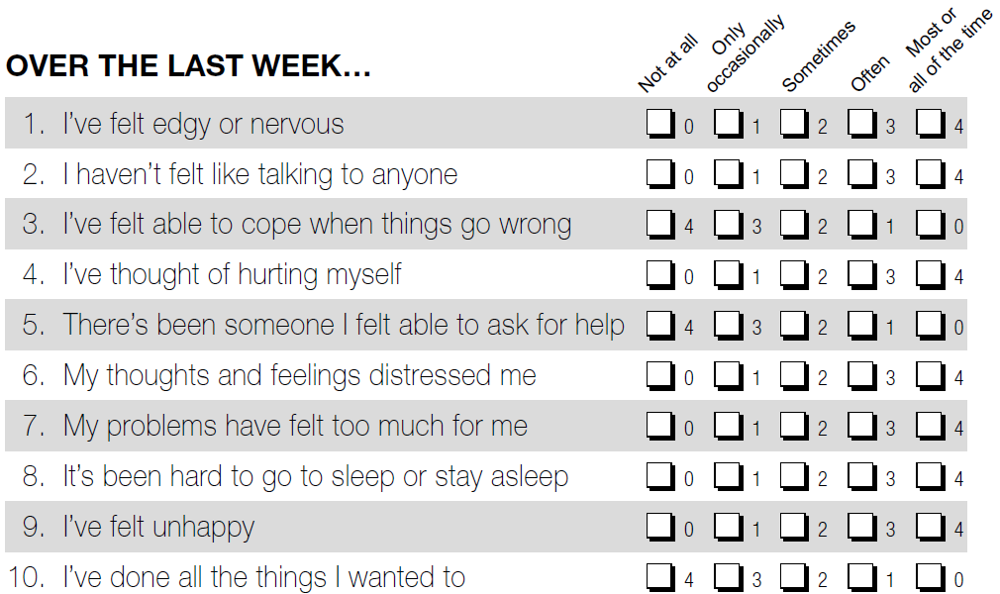 OVER THE LAST WEEK... Not at all Only occasionally Sometimes Often Most or all of the time
1. I've felt edgy or nervous 0 1 2 3 4
2. I haven't felt like talking to anyone 0 1 2 3 4
3. I've felt able to cope when things go wrong 4 3 2 1 0
4. I've thought of hurting myself 0 1 2 3 4
5. There's been someone I felt able to ask for help 4 3 2 1 0
6. My thoughts and feelings distressed me 0 1 2 3 4
7. My problems have felt too much for me 0 1 2 3 4
8. It's been hard to go to sleep or stay asleep 0 1 2 3 4
9. I've felt unhappy 0 1 2 3 4
10. I've done all the things I wanted to 4 3 2 1 0